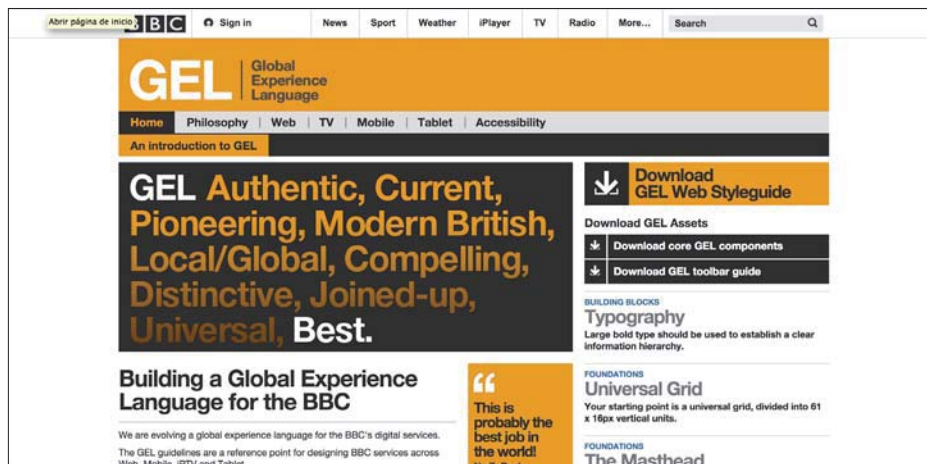 Abrir página de inicio BBC Sign in News Sport Weather iPlayer TV Radio More... Search
GEL
Global
Experience
Language
Home Philosophy Web TV Mobile Tablet Accessibility
An introduction to GEL
GEL Authentic, Current,
Pioneering, Modern British,
Local/Global, Compelling,
Distinctive, Joined-up,
Universal, Best.
Building a Global Experience
Language for the BBC
We are evolving a global experience language for the BBC's digital services.
The GEL guidelines are a reference point for designing BBC services across
Web, Mobile, IPTV and Tablet
“
This is
probably the
best job in
the world!
Download
GEL Web Styleguide
Download GEL Assets
Download core GEL components
Download GEL toolbar guide
BUILDING BLOCKS
Typography
Large bold type should be used to establish a clear
information hierarchy.
FOUNDATIONS
Universal Grid
Your starting point is a universal grid, divided into 61
x 16px vertical units.
FOUNDATIONS
The Masthead